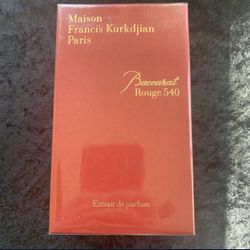 Maison
Francis Kurkdjian
Paris
Baccarat
Rouge 540
Extrait de parfum